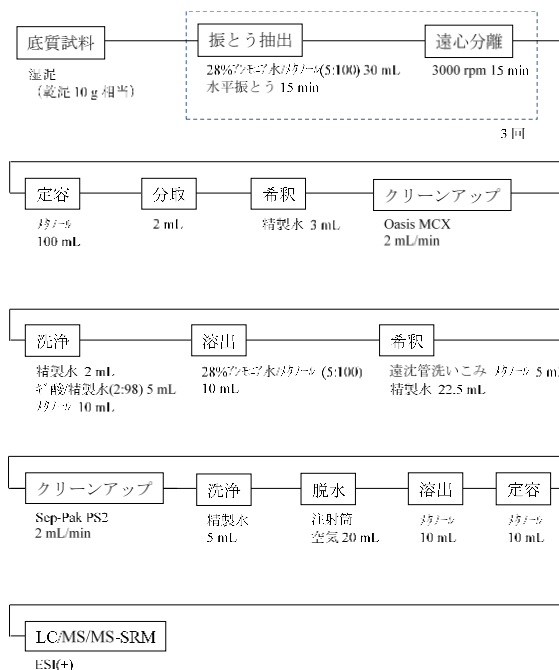 底質試料
湿泥
（乾泥 10 g 相当）
振とう抽出
28%ｱﾝﾓﾆｱ水/ﾒﾀﾉｰﾙ(5:100) 30 mL
水平振とう 15 min
遠心分離
3000 rpm 15 min
3 回
定容
ﾒﾀﾉｰﾙ
100 mL
分取
2 mL
希釈
精製水 3 mL
クリーンアップ
Oasis MCX
2 mL/min
洗浄
精製水 2 mL
ｷﾞ酸/精製水(2:98) 5 mL
ﾒﾀﾉｰﾙ 10 mL
溶出
28%ｱﾝﾓﾆｱ水/ﾒﾀﾉｰﾙ (5:100)
10 mL
希釈
遠沈管洗いこみ ﾒﾀﾉｰﾙ 5 mL
精製水 22.5 mL
クリーンアップ
Sep-Pak PS2
2 mL/min
洗浄
精製水
5 mL
脱水
注射筒
空気 20 mL
溶出
ﾒﾀﾉｰﾙ
10 mL
定容
ﾒﾀﾉｰﾙ
10 mL
LC/MS/MS-SRM
ESI(+)